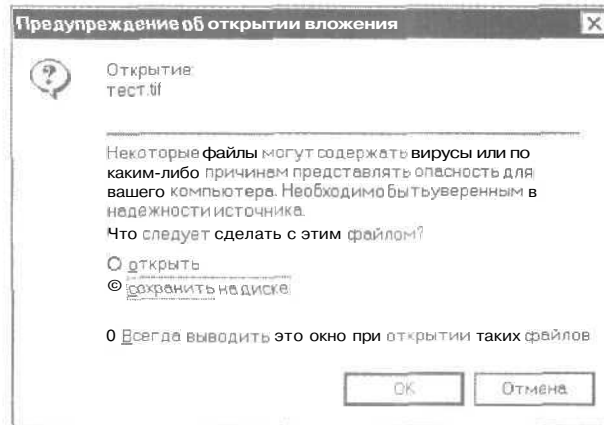 Предупреждение об открытии вложения
Открытие:
тест.tif
Некоторые файлы могут содержать вирусы или по
каким-либо причинам представлять опасность для
вашего компьютера. Необходимо быть уверенным в
надежности источника.
Что следует сделать с этим файлом?
О открыть
© сохранить на диске
0 Всегда выводить это окно при открытии таких файлов
OK
Отмена